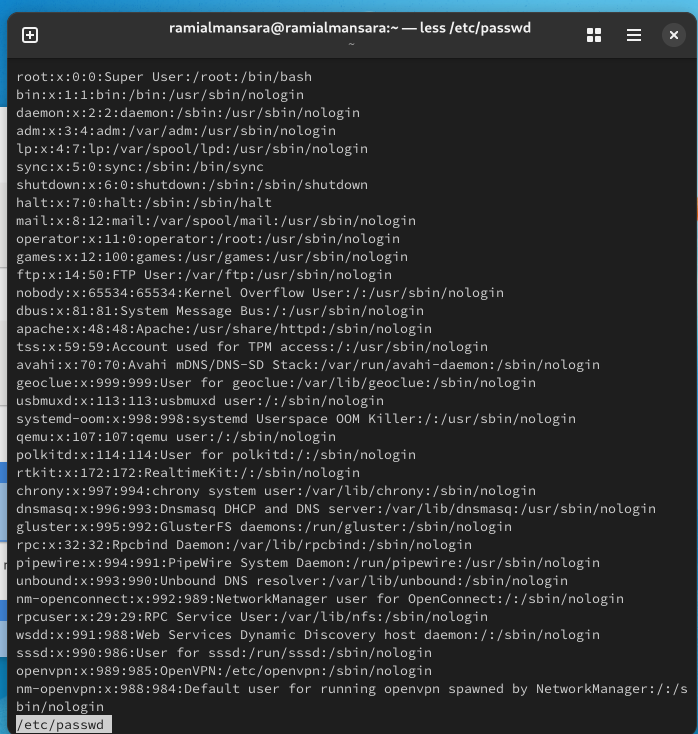 ramialmansara@ramialmansara:~ — less /etc/passwd
~
root:x:0:0:Super User:/root:/bin/bash
bin:x:1:1:bin:/bin:/usr/sbin/nologin
daemon:x:2:2:daemon:/sbin:/usr/sbin/nologin
adm:x:3:4:adm:/var/adm:/usr/sbin/nologin
lp:x:4:7:lp:/var/spool/lpd:/usr/sbin/nologin
sync:x:5:0:sync:/sbin:/bin/sync
shutdown:x:6:0:shutdown:/sbin:/sbin/shutdown
halt:x:7:0:halt:/sbin:/sbin/halt
mail:x:8:12:mail:/var/spool/mail:/usr/sbin/nologin
operator:x:11:0:operator:/root:/usr/sbin/nologin
games:x:12:100:games:/usr/games:/usr/sbin/nologin
ftp:x:14:50:FTP User:/var/ftp:/usr/sbin/nologin
nobody:x:65534:65534:Kernel Overflow User:/:/usr/sbin/nologin
dbus:x:81:81:System Message Bus:/:/usr/sbin/nologin
apache:x:48:48:Apache:/usr/share/httpd:/sbin/nologin
tss:x:59:59:Account used for TPM access:/:/usr/sbin/nologin
avahi:x:70:70:Avahi mDNS/DNS-SD Stack:/var/run/avahi-daemon:/sbin/nologin
geoclue:x:999:999:User for geoclue:/var/lib/geoclue:/sbin/nologin
usbmuxd:x:113:113:usbmuxd user:/:/sbin/nologin
systemd-oom:x:998:998:systemd Userspace OOM Killer:/:/usr/sbin/nologin
qemu:x:107:107:qemu user:/:/sbin/nologin
polkitd:x:114:114:User for polkitd:/:/sbin/nologin
rtkit:x:172:172:RealtimeKit:/:/sbin/nologin
chrony:x:997:994:chrony system user:/var/lib/chrony:/sbin/nologin
dnsmasq:x:996:993:Dnsmasq DHCP and DNS server:/var/lib/dnsmasq:/usr/sbin/nologin
gluster:x:995:992:GlusterFS daemons:/run/gluster:/sbin/nologin
rpc:x:32:32:Rpcbind Daemon:/var/lib/rpcbind:/sbin/nologin
pipewire:x:994:991:PipeWire System Daemon:/run/pipewire:/usr/sbin/nologin
unbound:x:993:990:Unbound DNS resolver:/var/lib/unbound:/sbin/nologin
nm-openconnect:x:992:989:NetworkManager user for OpenConnect:/:/sbin/nologin
rpcuser:x:29:29:RPC Service User:/var/lib/nfs:/sbin/nologin
wsdd:x:991:988:Web Services Dynamic Discovery host daemon:/:/sbin/nologin
sssd:x:990:986:User for sssd:/run/sssd:/sbin/nologin
openvpn:x:989:985:OpenVPN:/etc/openvpn:/sbin/nologin
nm-openvpn:x:988:984:Default user for running openvpn spawned by NetworkManager:/:/s
bin/nologin
/etc/passwd